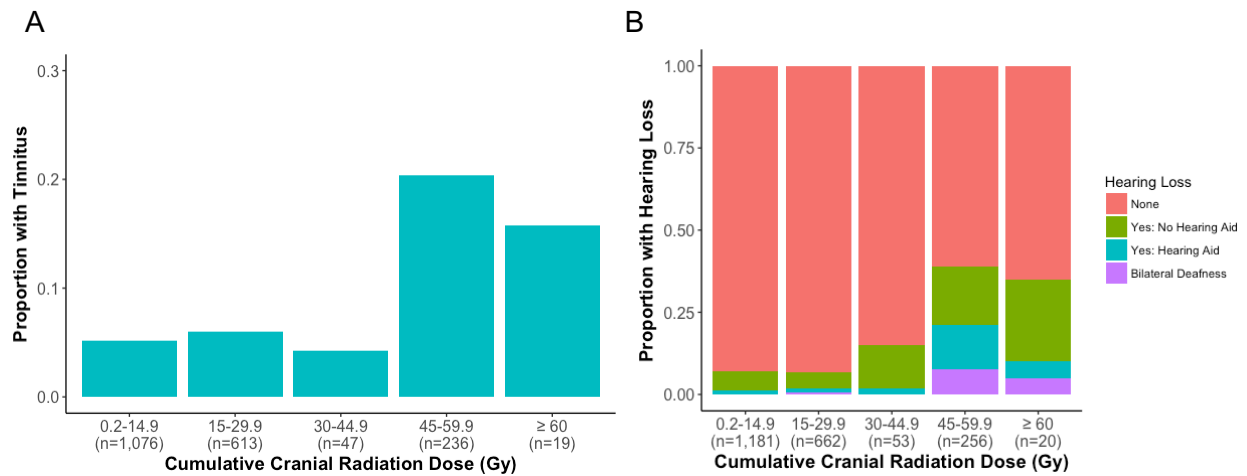 A
Proportion with Tinnitus
0.3
0.2
0.1
0.0
0.2-14.9 15-29.9 30-44.9 45-59.9 ≥ 60
(n=1,076) (n=613) (n=47) (n=236) (n=19)
Cumulative Cranial Radiation Dose (Gy)
B
Proportion with Hearing Loss
1.00
0.75
0.50
0.25
0.00
0.2-14.9 15-29.9 30-44.9 45-59.9 ≥ 60
(n=1,181) (n=662) (n=53) (n=256) (n=20)
Cumulative Cranial Radiation Dose (Gy)
Hearing Loss
None
Yes: No Hearing Aid
Yes: Hearing Aid
Bilateral Deafness